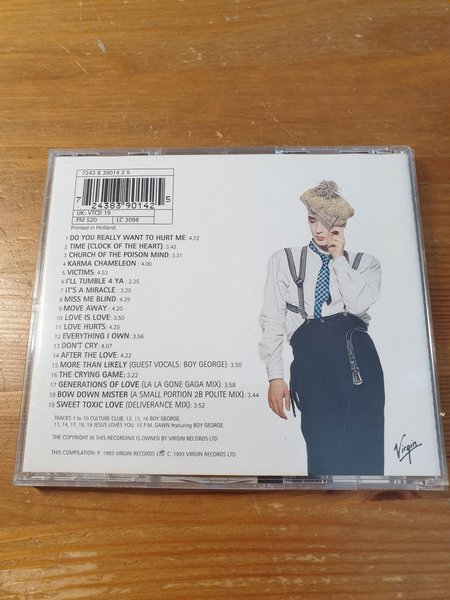 7243 8 39014 2 5
7 24383 90142 5
UK: VTCD 19
PM 520 LC 3098
Printed in Holland.
1 DO YOU REALLY WANT TO HURT ME : 4.22
2 TIME (CLOCK OF THE HEART) : 3.42
3 CHURCH OF THE POISON MIND : 3.31
4 KARMA CHAMELEON : 4.00
5 VICTIMS : 4.53
6 I'LL TUMBLE 4 YA : 2.35
7 IT'S A MIRACLE : 3.25
8 MISS ME BLIND : 4.29
9 MOVE AWAY : 4.20
10 LOVE IS LOVE : 3.50
11 LOVE HURTS : 4.25
12 EVERYTHING I OWN : 3.56
13 DON'T CRY : 4.07
14 AFTER THE LOVE : 4.22
15 MORE THAN LIKELY (GUEST VOCALS: BOY GEORGE) : 3.50
16 THE CRYING GAME : 3.22
17 GENERATIONS OF LOVE (LA LA GONE GAGA MIX) : 3.58
18 BOW DOWN MISTER (A SMALL PORTION 2B POLITE MIX) : 3.44
19 SWEET TOXIC LOVE (DELIVERANCE MIX) : 3.52
TRACKS 1 to 10 CULTURE CLUB. 12, 13, 16 BOY GEORGE.
11, 14, 17, 18, 19 JESUS LOVES YOU. 15 P.M. DAWN featuring BOY GEORGE.
THE COPYRIGHT IN THIS RECORDING IS OWNED BY VIRGIN RECORDS LTD
THIS COMPILATION: P. 1993 VIRGIN RECORDS LTD C. 1993 VIRGIN RECORDS LTD
Virgin